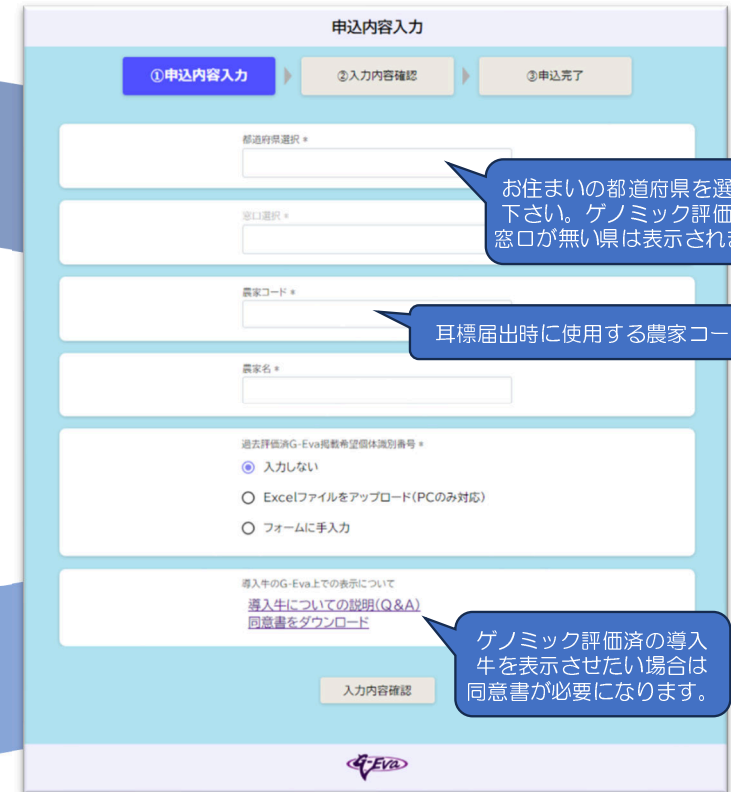 申込内容入力
①申込内容入力
②入力内容確認
③申込完了
都道府県選択 *
お住まいの都道府県を選
下さい。ゲノミック評価
窓口が無い県は表示されま
窓口選択 *
農家コード *
耳標届出時に使用する農家コー
農家名 *
過去評価済G-Eva掲載希望個体識別番号 *
入力しない
Excelファイルをアップロード(PCのみ対応)
フォームに手入力
導入牛のG-Eva上での表示について
導入牛についての説明(Q&A)
同意書をダウンロード
ゲノミック評価済の導入
牛を表示させたい場合は
同意書が必要になります。
入力内容確認
G-Eva